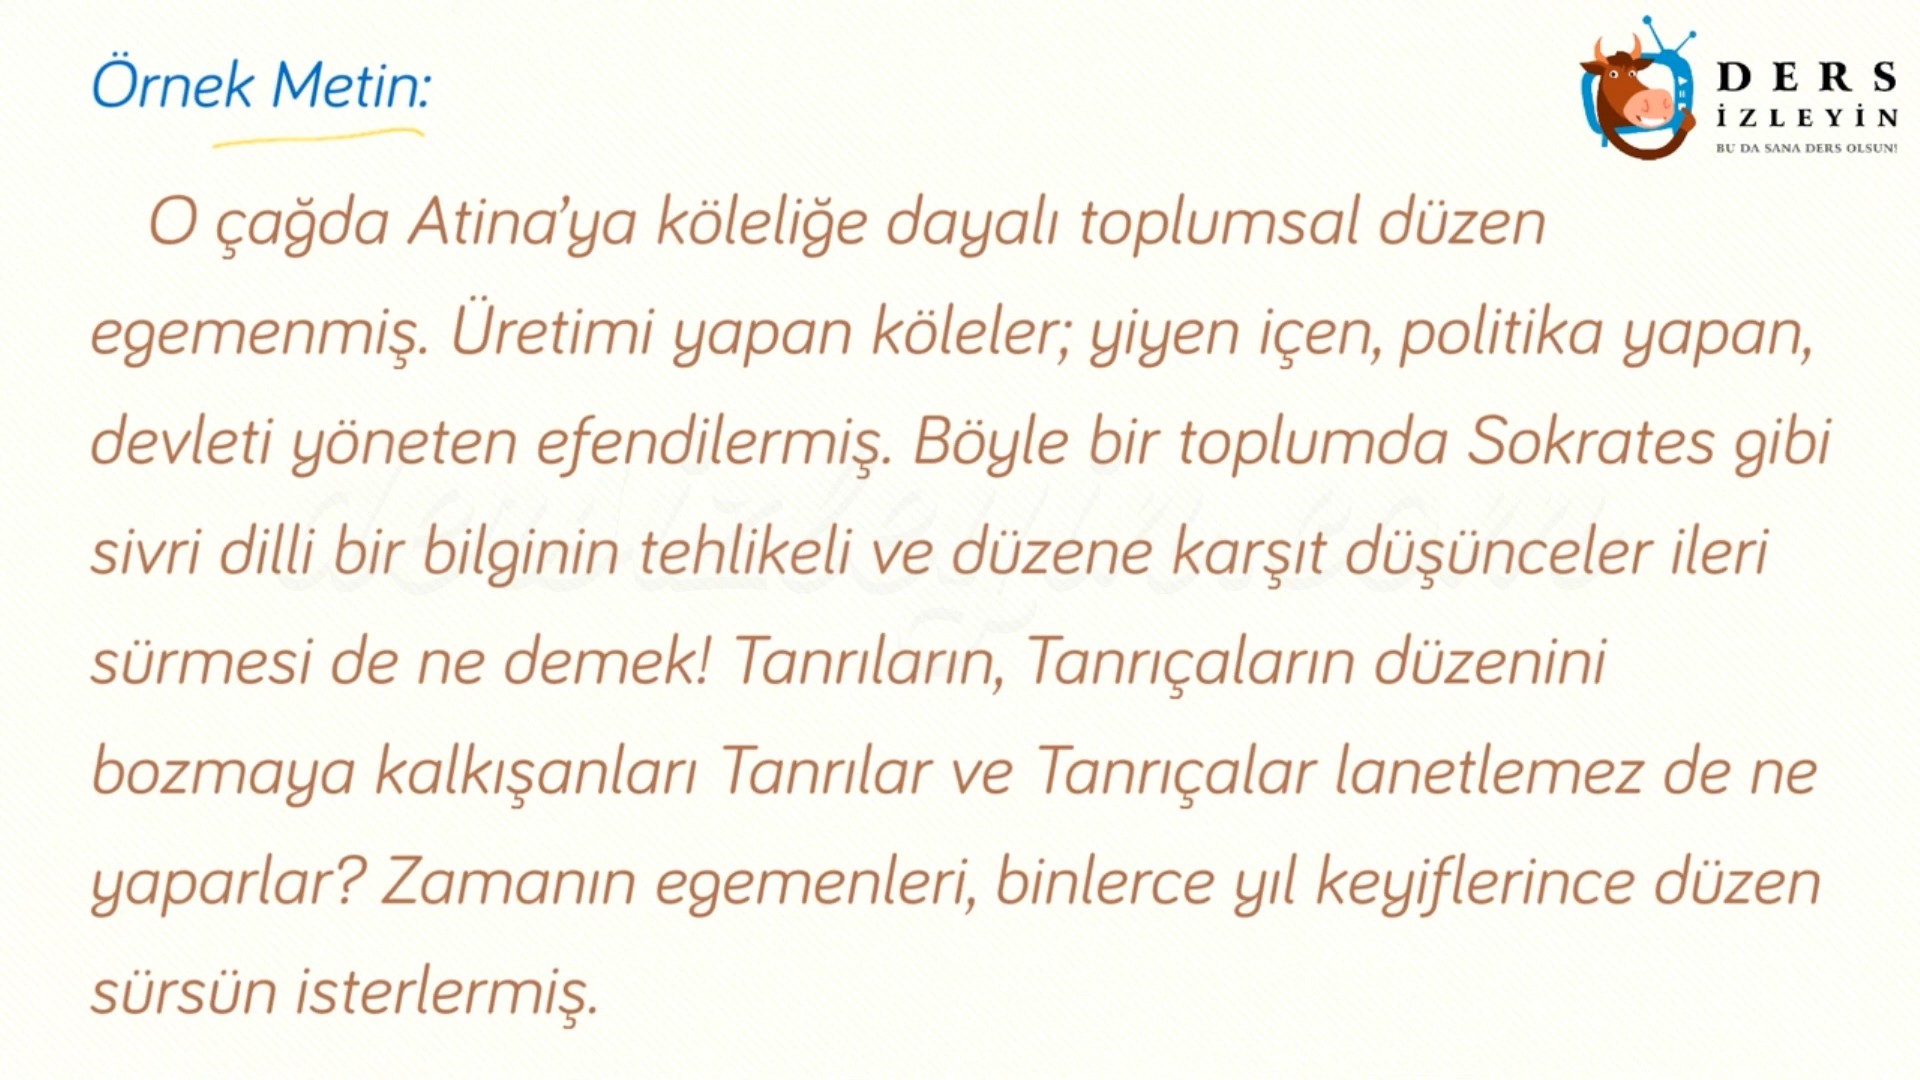 Örnek Metin:
DERS
İZLEYİN
BU DA SANA DERS OLSUN!
O çağda Atina’ya köleliğe dayalı toplumsal düzen
egemenmiş. Üretimi yapan köleler; yiyen içen, politika yapan,
devleti yöneten efendilermiş. Böyle bir toplumda Sokrates gibi
sivri dilli bir bilginin tehlikeli ve düzene karşıt düşünceler ileri
sürmesi de ne demek! Tanrıların, Tanrıçaların düzenini
bozmaya kalkışanları Tanrılar ve Tanrıçalar lanetlemez de ne
yaparlar? Zamanın egemenleri, binlerce yıl keyiflerince düzen
sürsün isterlermiş.
dersizleyin.com